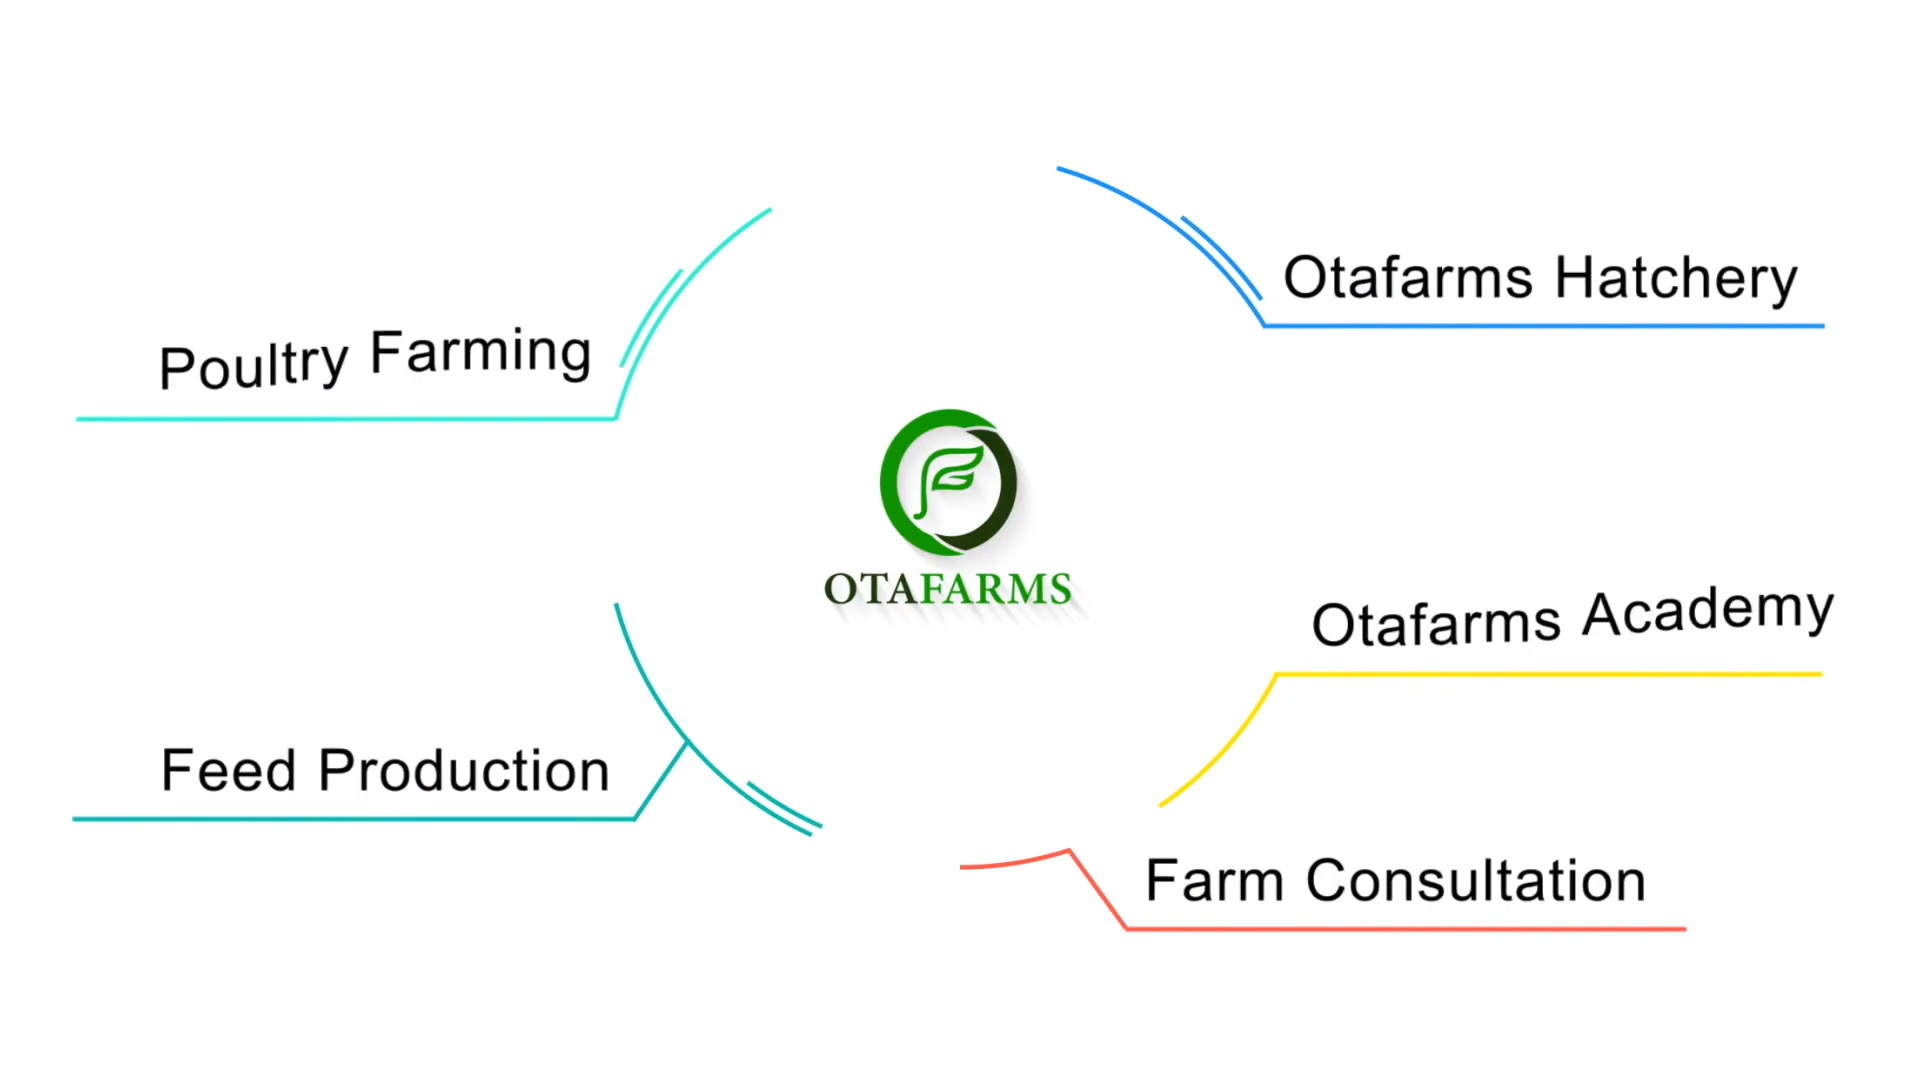 Otafarms Hatchery
Poultry Farming
OTAFARMS
Otafarms Academy
Feed Production
Farm Consultation